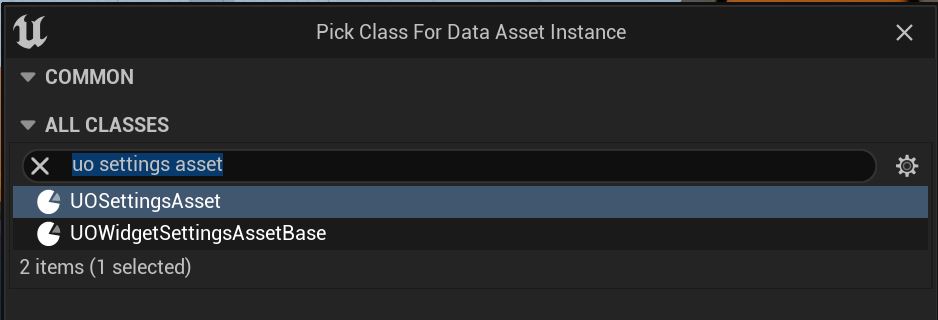 Pick Class For Data Asset Instance
COMMON
ALL CLASSES
uo settings asset
UOSettingsAsset
UOWidgetSettingsAssetBase
2 items (1 selected)